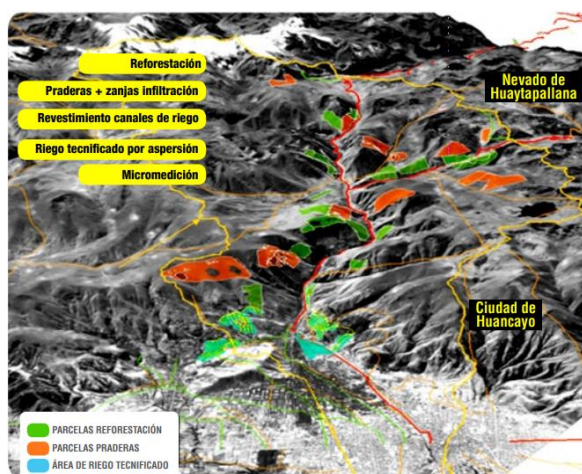 Reforestación
Praderas + zanjas infiltración
Revestimiento canales de riego
Riego tecnificado por aspersión
Micromedición
Nevado de
Huaytapallana
Ciudad de
Huancayo
PARCELAS REFORESTACIÓN
PARCELAS PRADERAS
ÁREA DE RIEGO TECNIFICADO